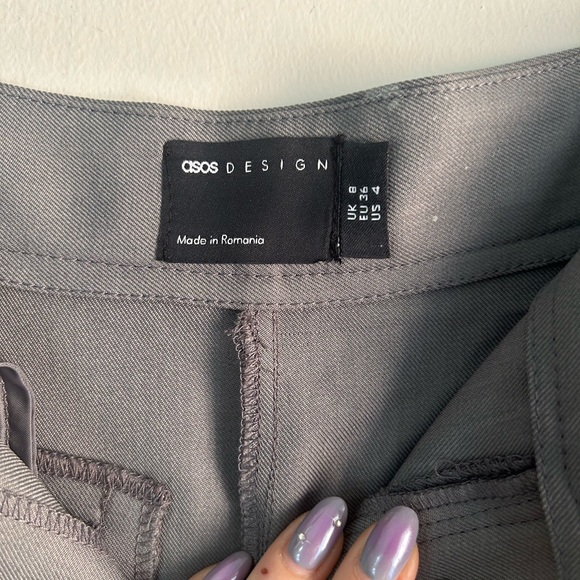 asos DESIGN
Made in Romania
UK 8
EU 36
US 4